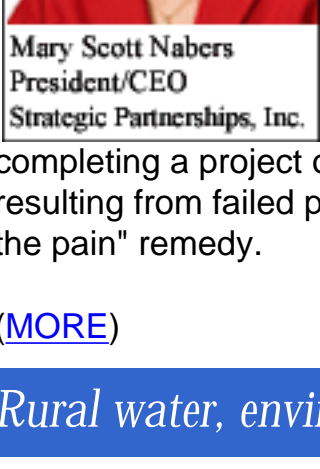 Mary Scott Nabers
President/CEO
Strategic Partnerships, Inc.
completing a project
resulting from failed
the pain" remedy.
(MORE)
Rural water,